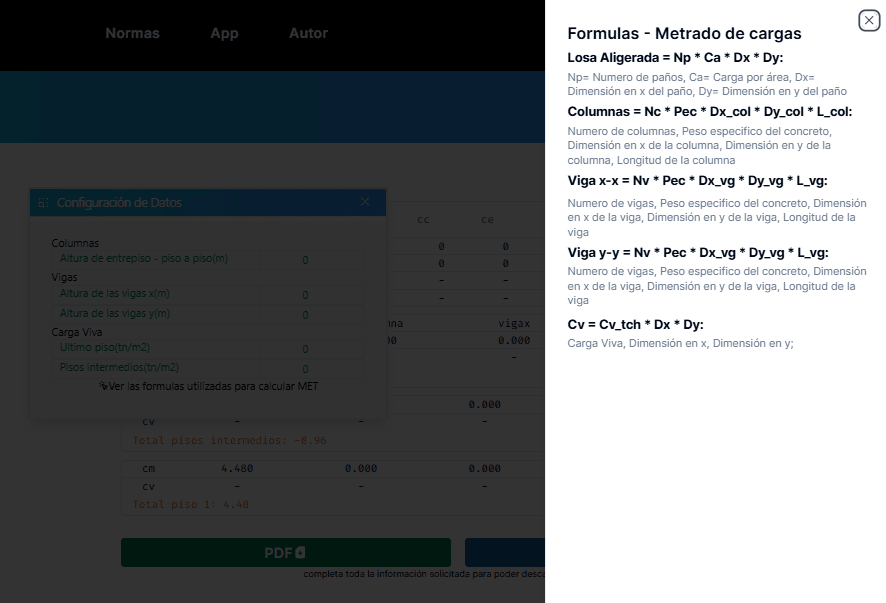 Normas App Autor
Configuración de Datos
Columnas
Altura de entrepiso - piso a piso(m) 0
Vigas
Altura de las vigas x(m) 0
Altura de las vigas y(m) 0
Carga Viva
Ultimo piso(tn/m2) 0
Pisos intermedios(tn/m2) 0
Ver las formulas utilizadas para calcular MET
cc ce
0 0
0 0
- -
- -
na vigax
0 0.000
-
0.000
cv - - -
Total pisos intermedios: -8.96
cm 4.480 0.000 0.000
cv - - -
Total piso 1: 4.48
PDF
completa toda la información solicitada para poder desca
Formulas - Metrado de cargas
Losa Aligerada = Np * Ca * Dx * Dy:
Np= Numero de paños, Ca= Carga por área, Dx=
Dimensión en x del paño, Dy= Dimensión en y del paño
Columnas = Nc * Pec * Dx_col * Dy_col * L_col:
Numero de columnas, Peso especifico del concreto,
Dimensión en x de la columna, Dimensión en y de la
columna, Longitud de la columna
Viga x-x = Nv * Pec * Dx_vg * Dy_vg * L_vg:
Numero de vigas, Peso especifico del concreto, Dimensión
en x de la viga, Dimensión en y de la viga, Longitud de la
viga
Viga y-y = Nv * Pec * Dx_vg * Dy_vg * L_vg:
Numero de vigas, Peso especifico del concreto, Dimensión
en x de la viga, Dimensión en y de la viga, Longitud de la
viga
Cv = Cv_tch * Dx * Dy:
Carga Viva, Dimensión en x, Dimensión en y;